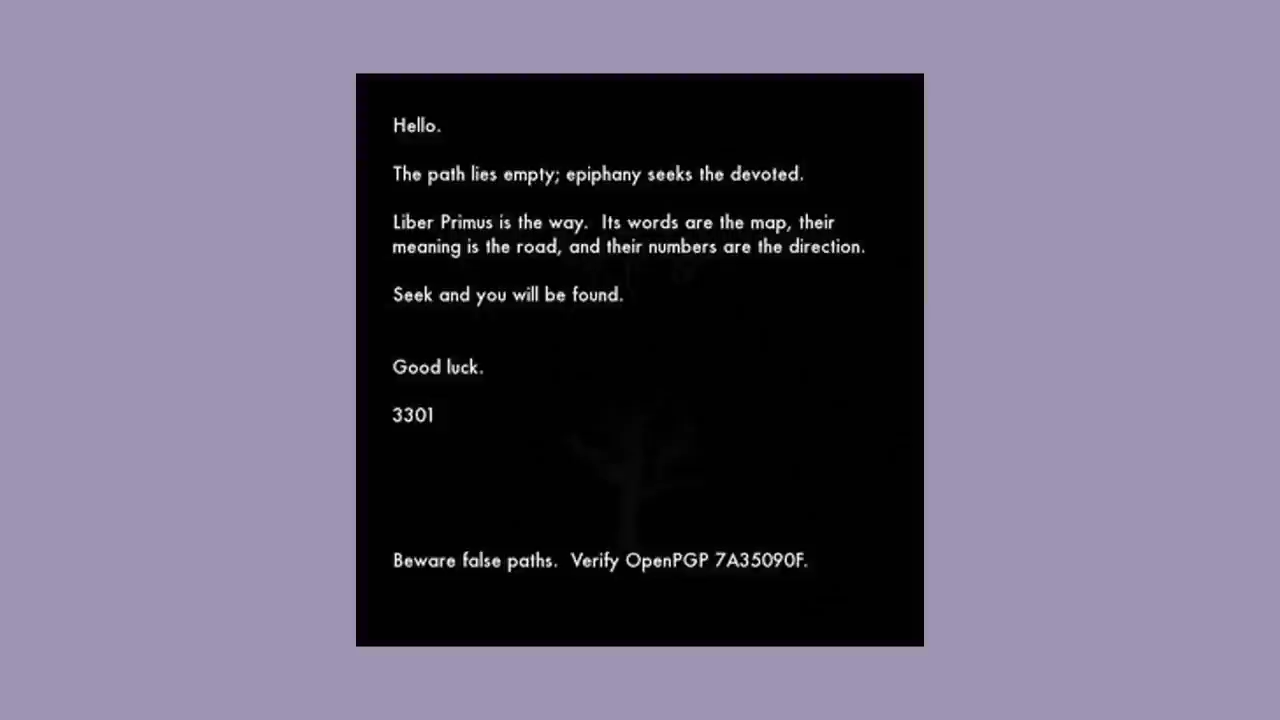 Hello.
The path lies empty; epiphany seeks the devoted.
Liber Primus is the way.  Its words are the map, their
meaning is the road, and their numbers are the direction.
Seek and you will be found.
Good luck.
3301
Beware false paths.  Verify OpenPGP 7A35090F.